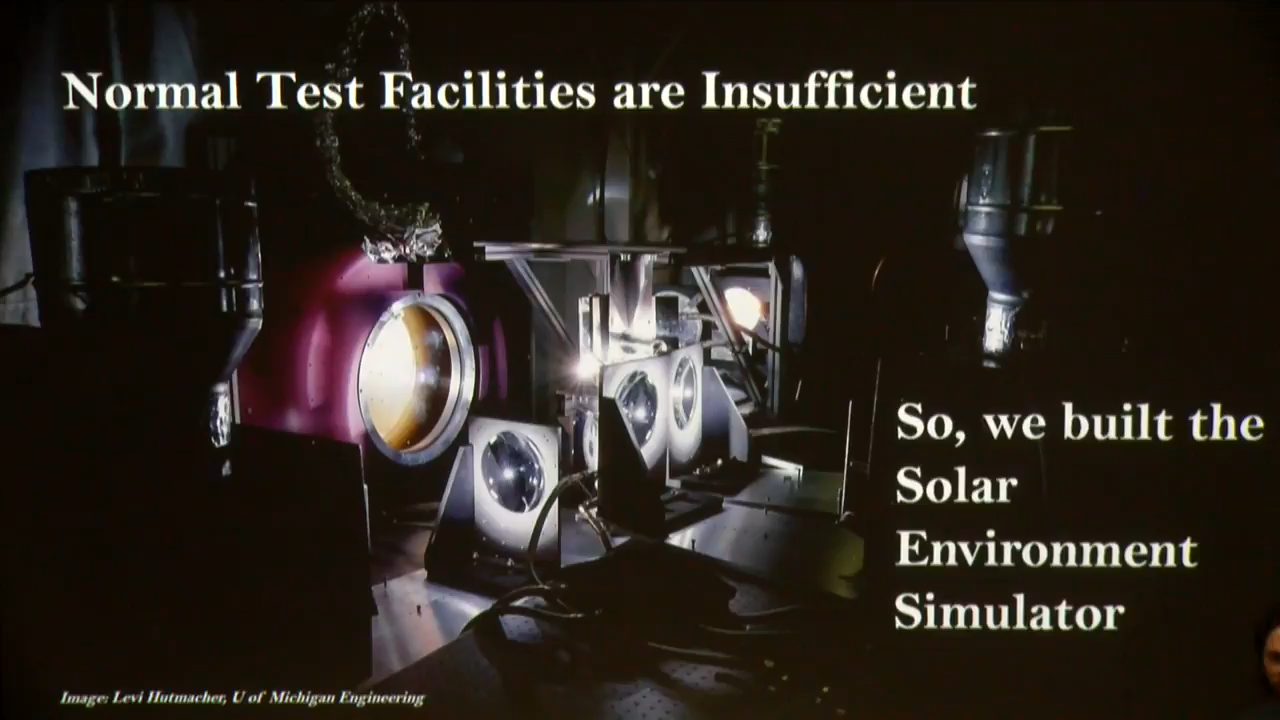 Normal Test Facilities are Insufficient
So, we built the
Solar
Environment
Simulator
Image: Levi Hutmacher, U of Michigan Engineering